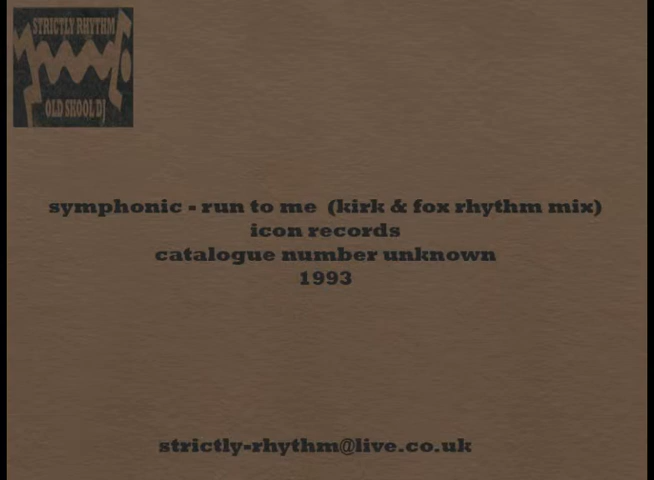 STRICTLY RHYTHM
OLD SKOOL DJ
symphonic - run to me (kirk & fox rhythm mix)
icon records
catalogue number unknown
1993
strictly-rhythm@live.co.uk